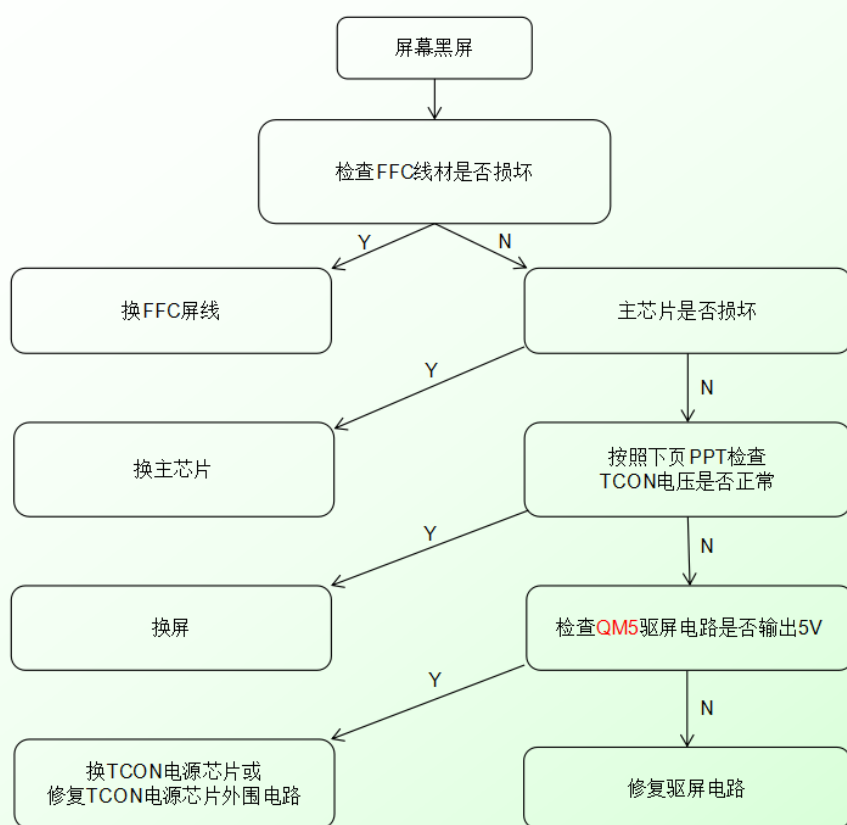 屏幕黑屏
检查FFC线材是否损坏
Y
N
换FFC屏线
主芯片是否损坏
Y
N
换主芯片
按照下页PPT检查
TCON电压是否正常
Y
N
换屏
检查QM5驱屏电路是否输出5V
Y
N
换TCON电源芯片或
修复TCON电源芯片外围电路
修复驱屏电路